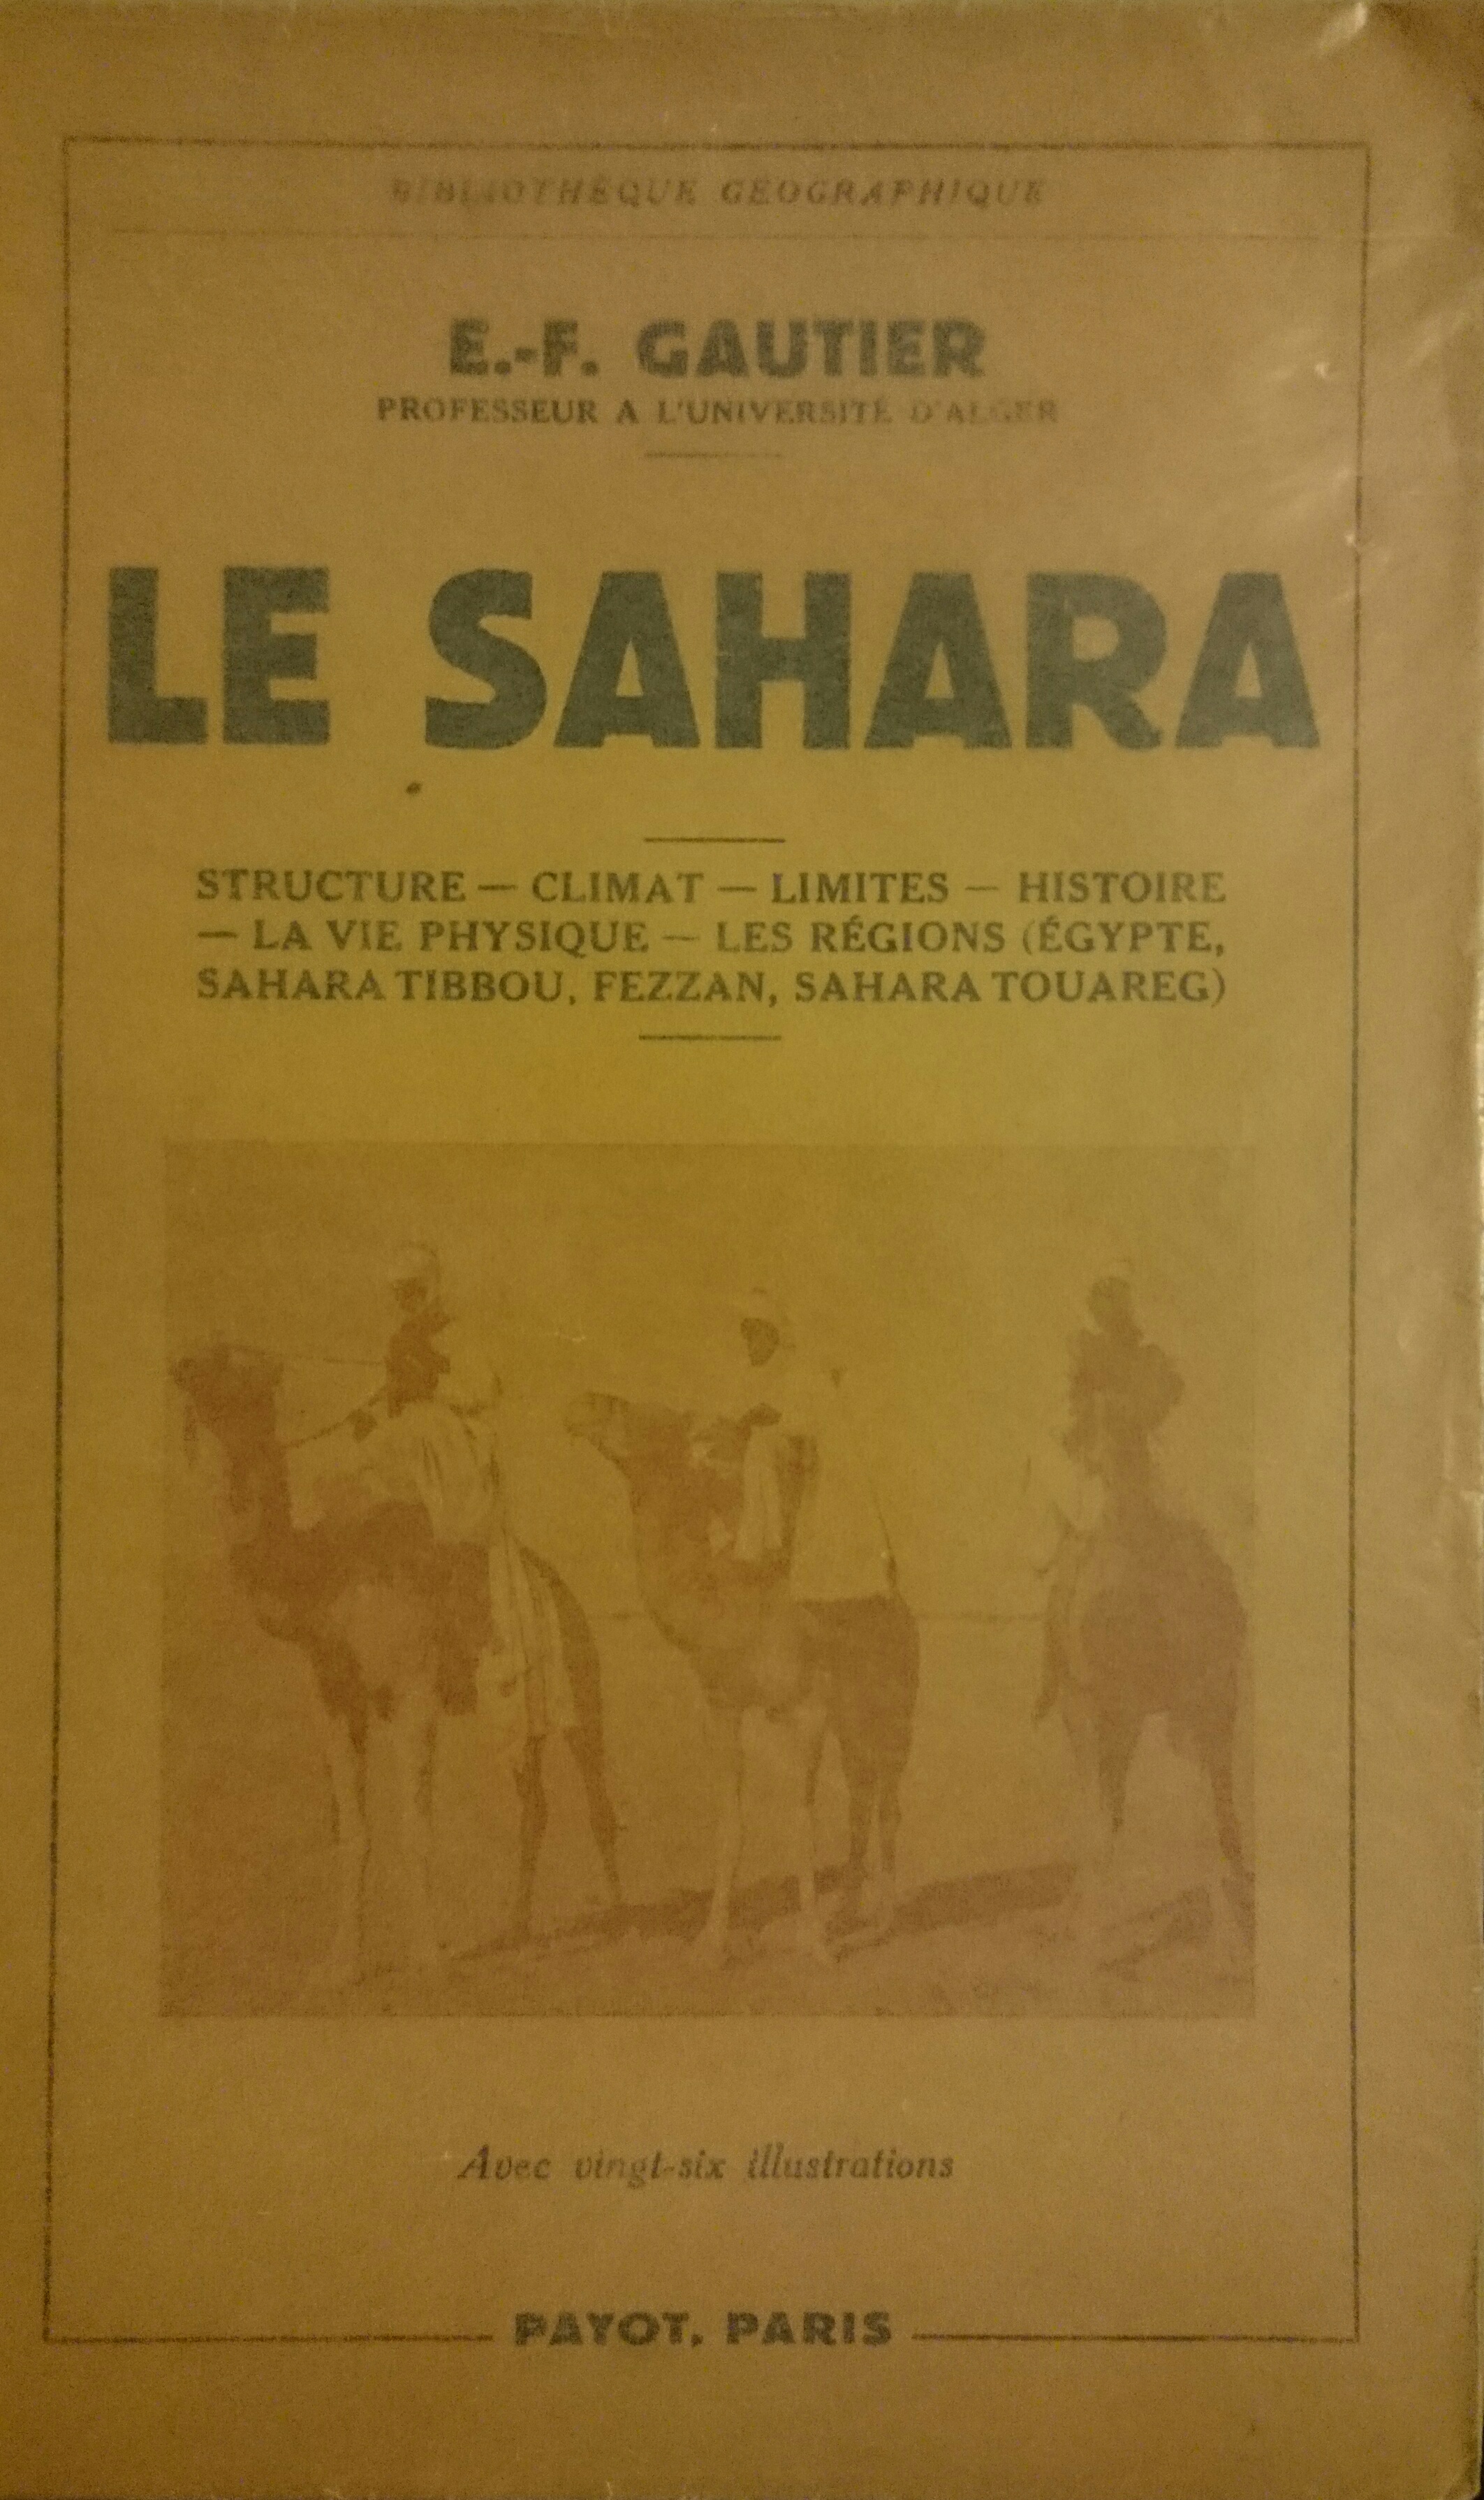 BIBLIOTHÈQUE GÉOGRAPHIQUE
E.-F. GAUTIER
PROFESSEUR A L'UNIVERSITÉ D'ALGER
LE SAHARA
STRUCTURE — CLIMAT — LIMITES — HISTOIRE
— LA VIE PHYSIQUE — LES RÉGIONS (ÉGYPTE,
SAHARA TIBBOU, FEZZAN, SAHARA TOUAREG)
Avec vingt-six illustrations
PAYOT, PARIS